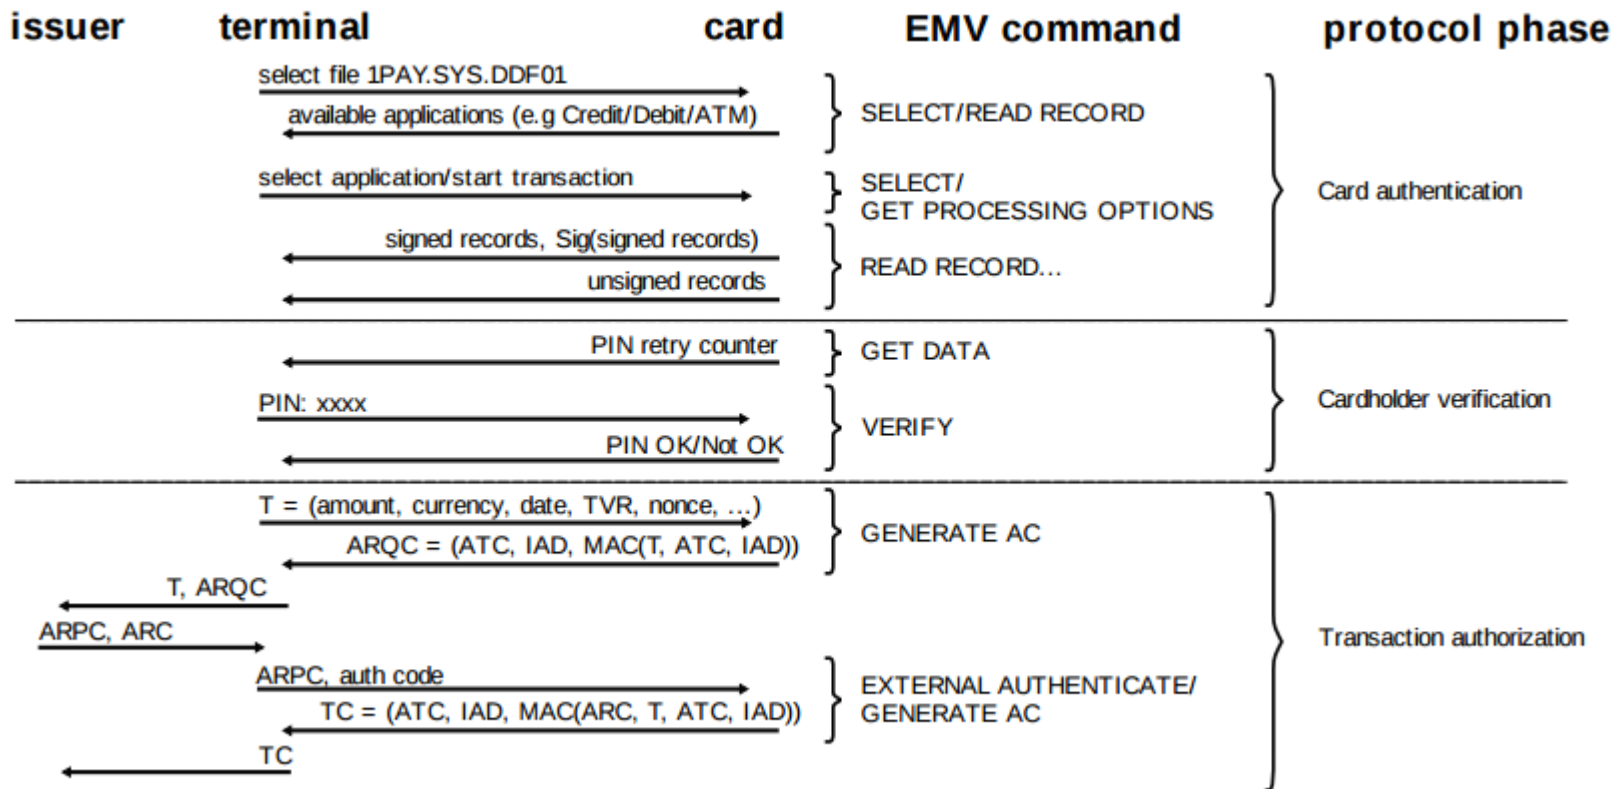 issuer terminal card EMV command protocol phase
select file 1PAY.SYS.DDF01
available applications (e.g Credit/Debit/ATM)
SELECT/READ RECORD
select application/start transaction
SELECT/
GET PROCESSING OPTIONS
Card authentication
signed records, Sig(signed records)
unsigned records
READ RECORD...
PIN retry counter
GET DATA
PIN: xxxx
PIN OK/Not OK
VERIFY
Cardholder verification
T = (amount, currency, date, TVR, nonce, ...)
ARQC = (ATC, IAD, MAC(T, ATC, IAD))
GENERATE AC
T, ARQC
ARPC, ARC
Transaction authorization
ARPC, auth code
TC = (ATC, IAD, MAC(ARC, T, ATC, IAD))
EXTERNAL AUTHENTICATE/
GENERATE AC
TC